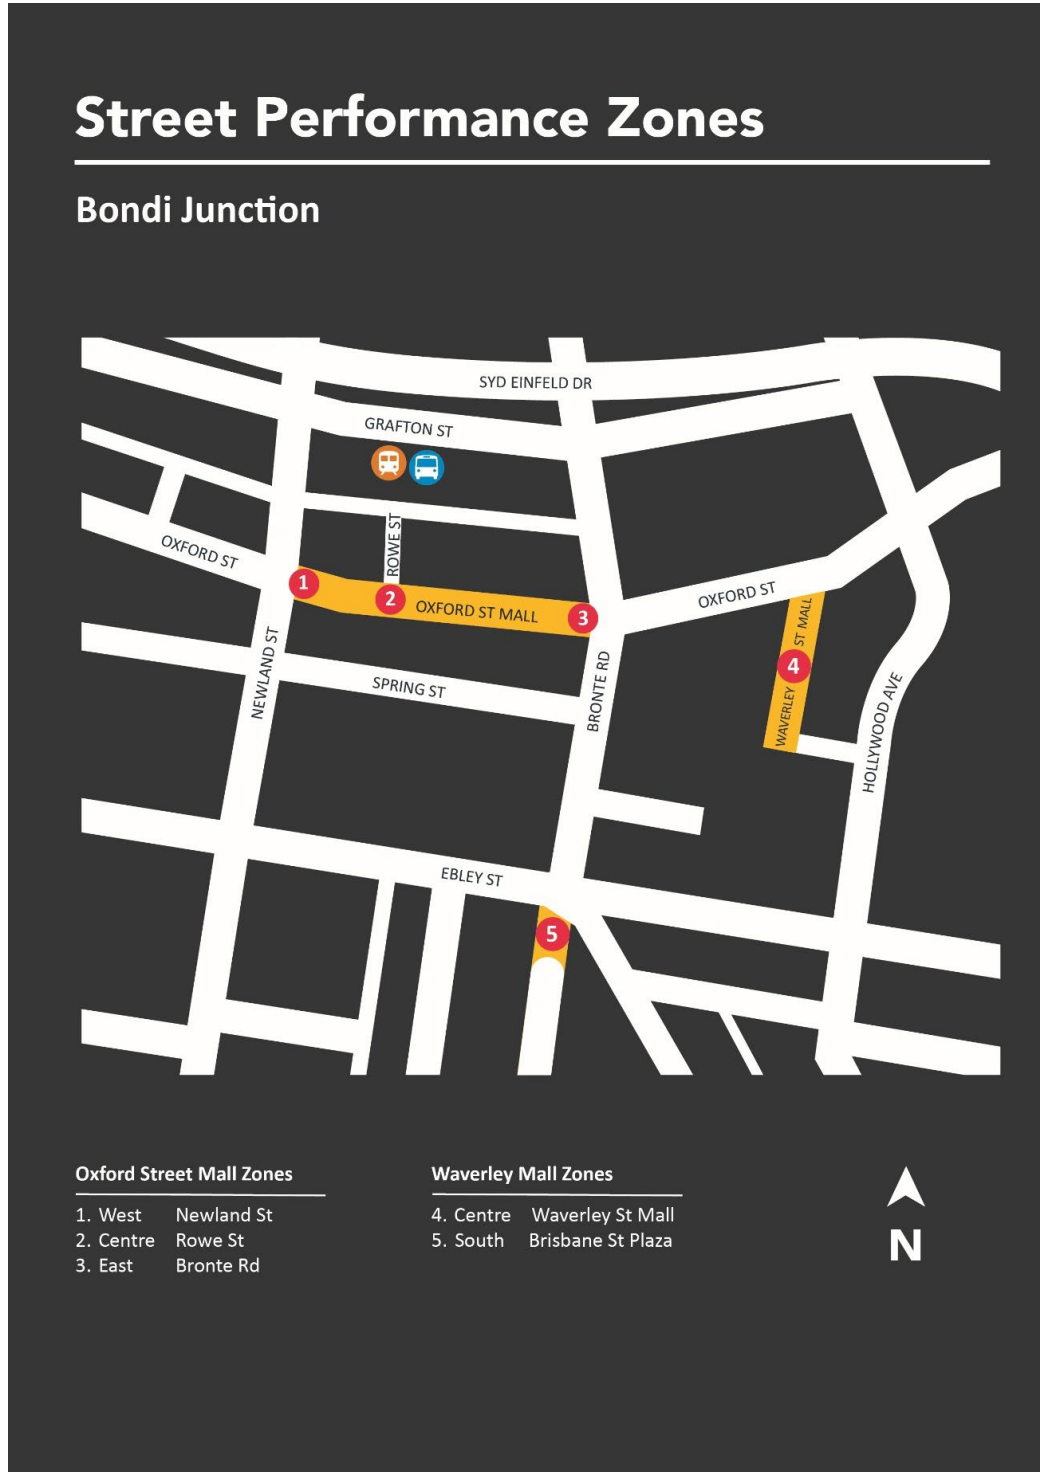 Street Performance Zones
Bondi Junction
SYD EINFELD DR
GRAFTON ST
ROWE ST
OXFORD ST
1
2
OXFORD ST MALL
3
OXFORD ST
WAVERLEY ST MALL
4
NEWLAND ST
SPRING ST
BRONTE RD
HOLLYWOOD AVE
EBLEY ST
5
Oxford Street Mall Zones
1. West Newland St
2. Centre Rowe St
3. East Bronte Rd
Waverley Mall Zones
4. Centre Waverley St Mall
5. South Brisbane St Plaza
N